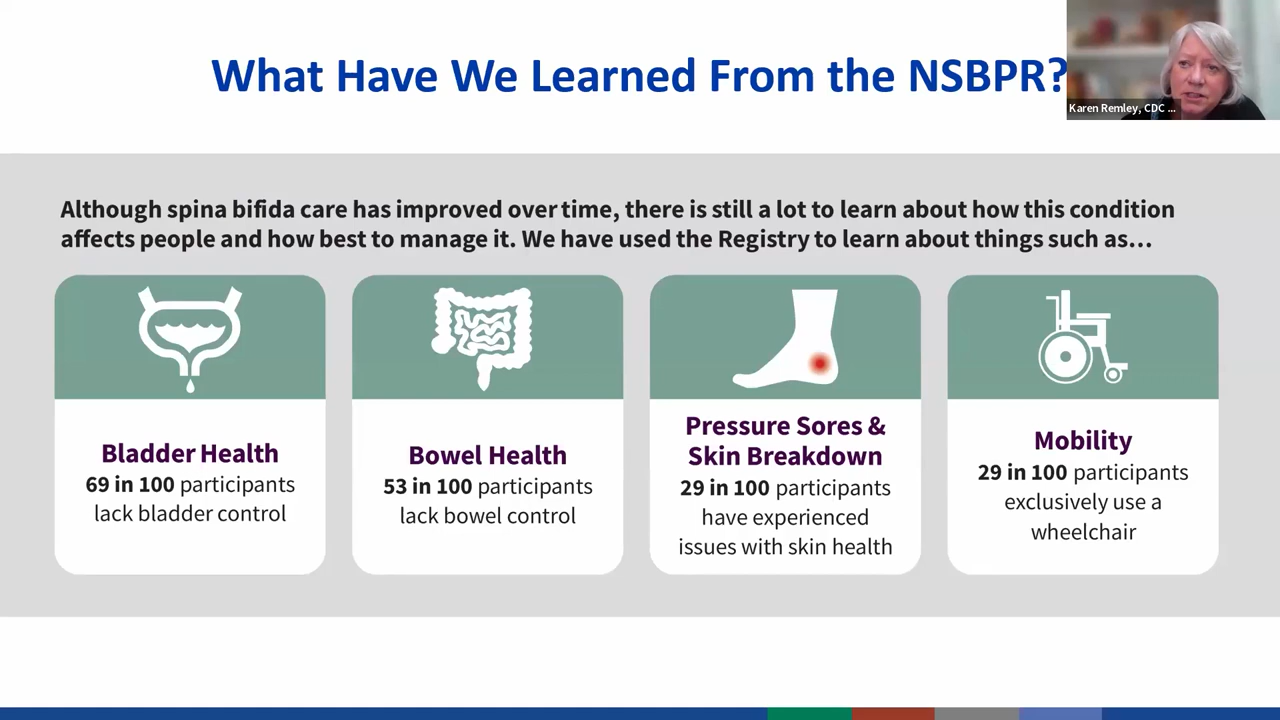 What Have We Learned From the NSBPR?
Karen Remley, CDC ...
Although spina bifida care has improved over time, there is still a lot to learn about how this condition
affects people and how best to manage it. We have used the Registry to learn about things such as...
Bladder Health
69 in 100 participants
lack bladder control
Bowel Health
53 in 100 participants
lack bowel control
Pressure Sores &
Skin Breakdown
29 in 100 participants
have experienced
issues with skin health
Mobility
29 in 100 participants
exclusively use a
wheelchair